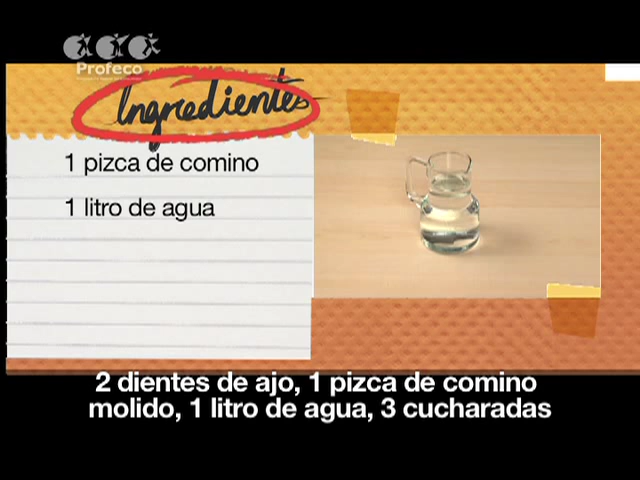 Profeco
Ingredientes
1 pizca de comino
1 litro de agua
2 dientes de ajo, 1 pizca de comino
molido, 1 litro de agua, 3 cucharadas